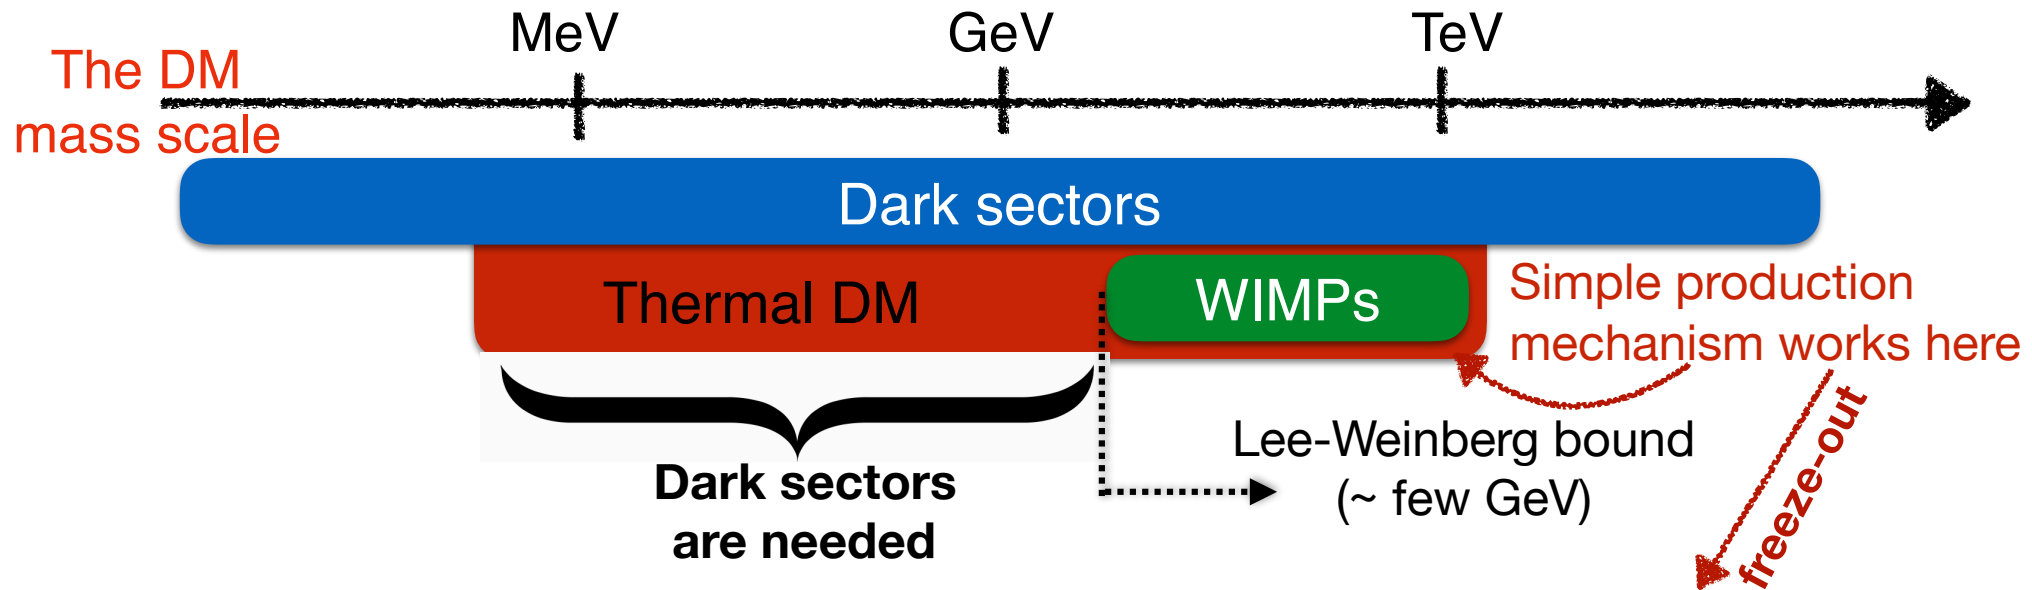 MeV
GeV
TeV
The DM
mass scale
Dark sectors
Thermal DM
WIMPs
Simple production
mechanism works here
freeze-out
Lee-Weinberg bound
(~ few GeV)
Dark sectors
are needed